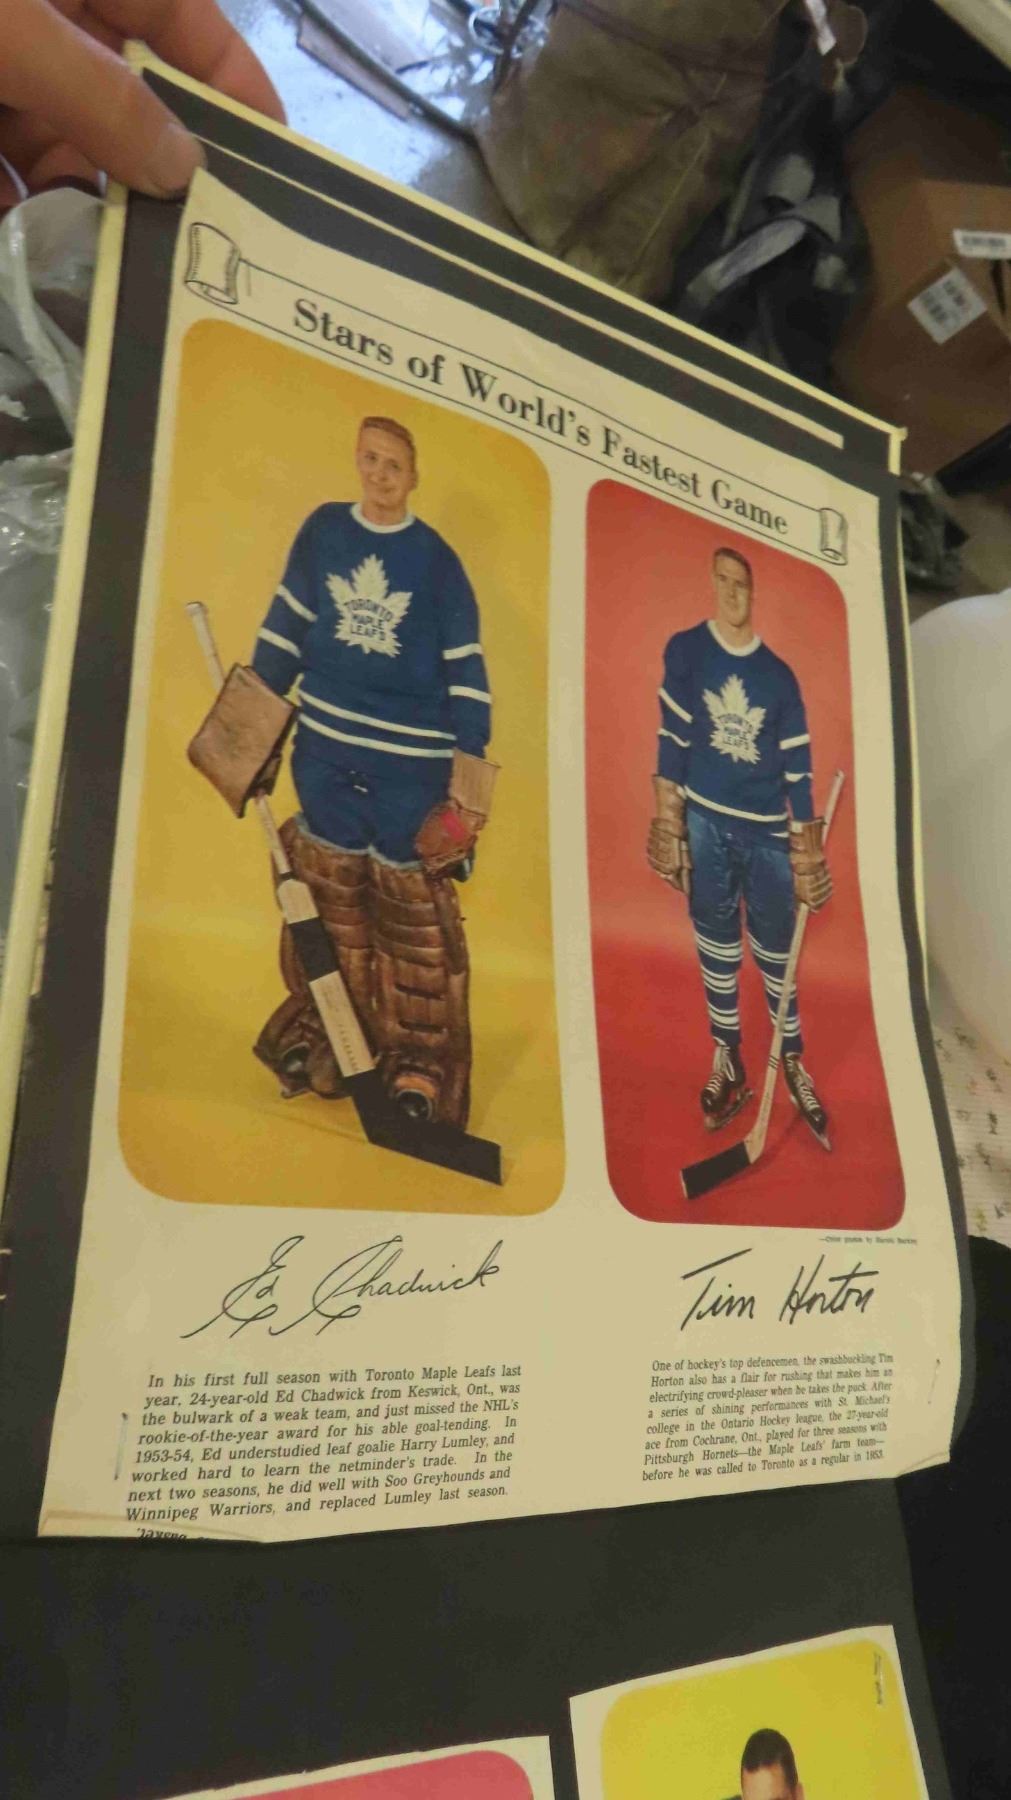 Stars of World's Fastest Game
TORONTO
MAPLE
LEAFS
TORONTO
MAPLE
LEAFS
—Color photos by Harold Barkley
Ed Chadwick
Tim Horton
In his first full season with Toronto Maple Leafs last
year, 24-year-old Ed Chadwick from Keswick, Ont., was
the bulwark of a weak team, and just missed the NHL's
rookie-of-the-year award for his able goal-tending. In
1953-54, Ed understudied leaf goalie Harry Lumley, and
worked hard to learn the netminder's trade. In the
next two seasons, he did well with Soo Greyhounds and
Winnipeg Warriors, and replaced Lumley last season.
One of hockey's top defencemen, the swashbuckling Tim
Horton also has a flair for rushing that makes him an
electrifying crowd-pleaser when he takes the puck. After
a series of shining performances with St. Michael's
college in the Ontario Hockey league, the 27-year-old
ace from Cochrane, Ont., played for three seasons with
Pittsburgh Hornets—the Maple Leafs' farm team—
before he was called to Toronto as a regular in 1953.